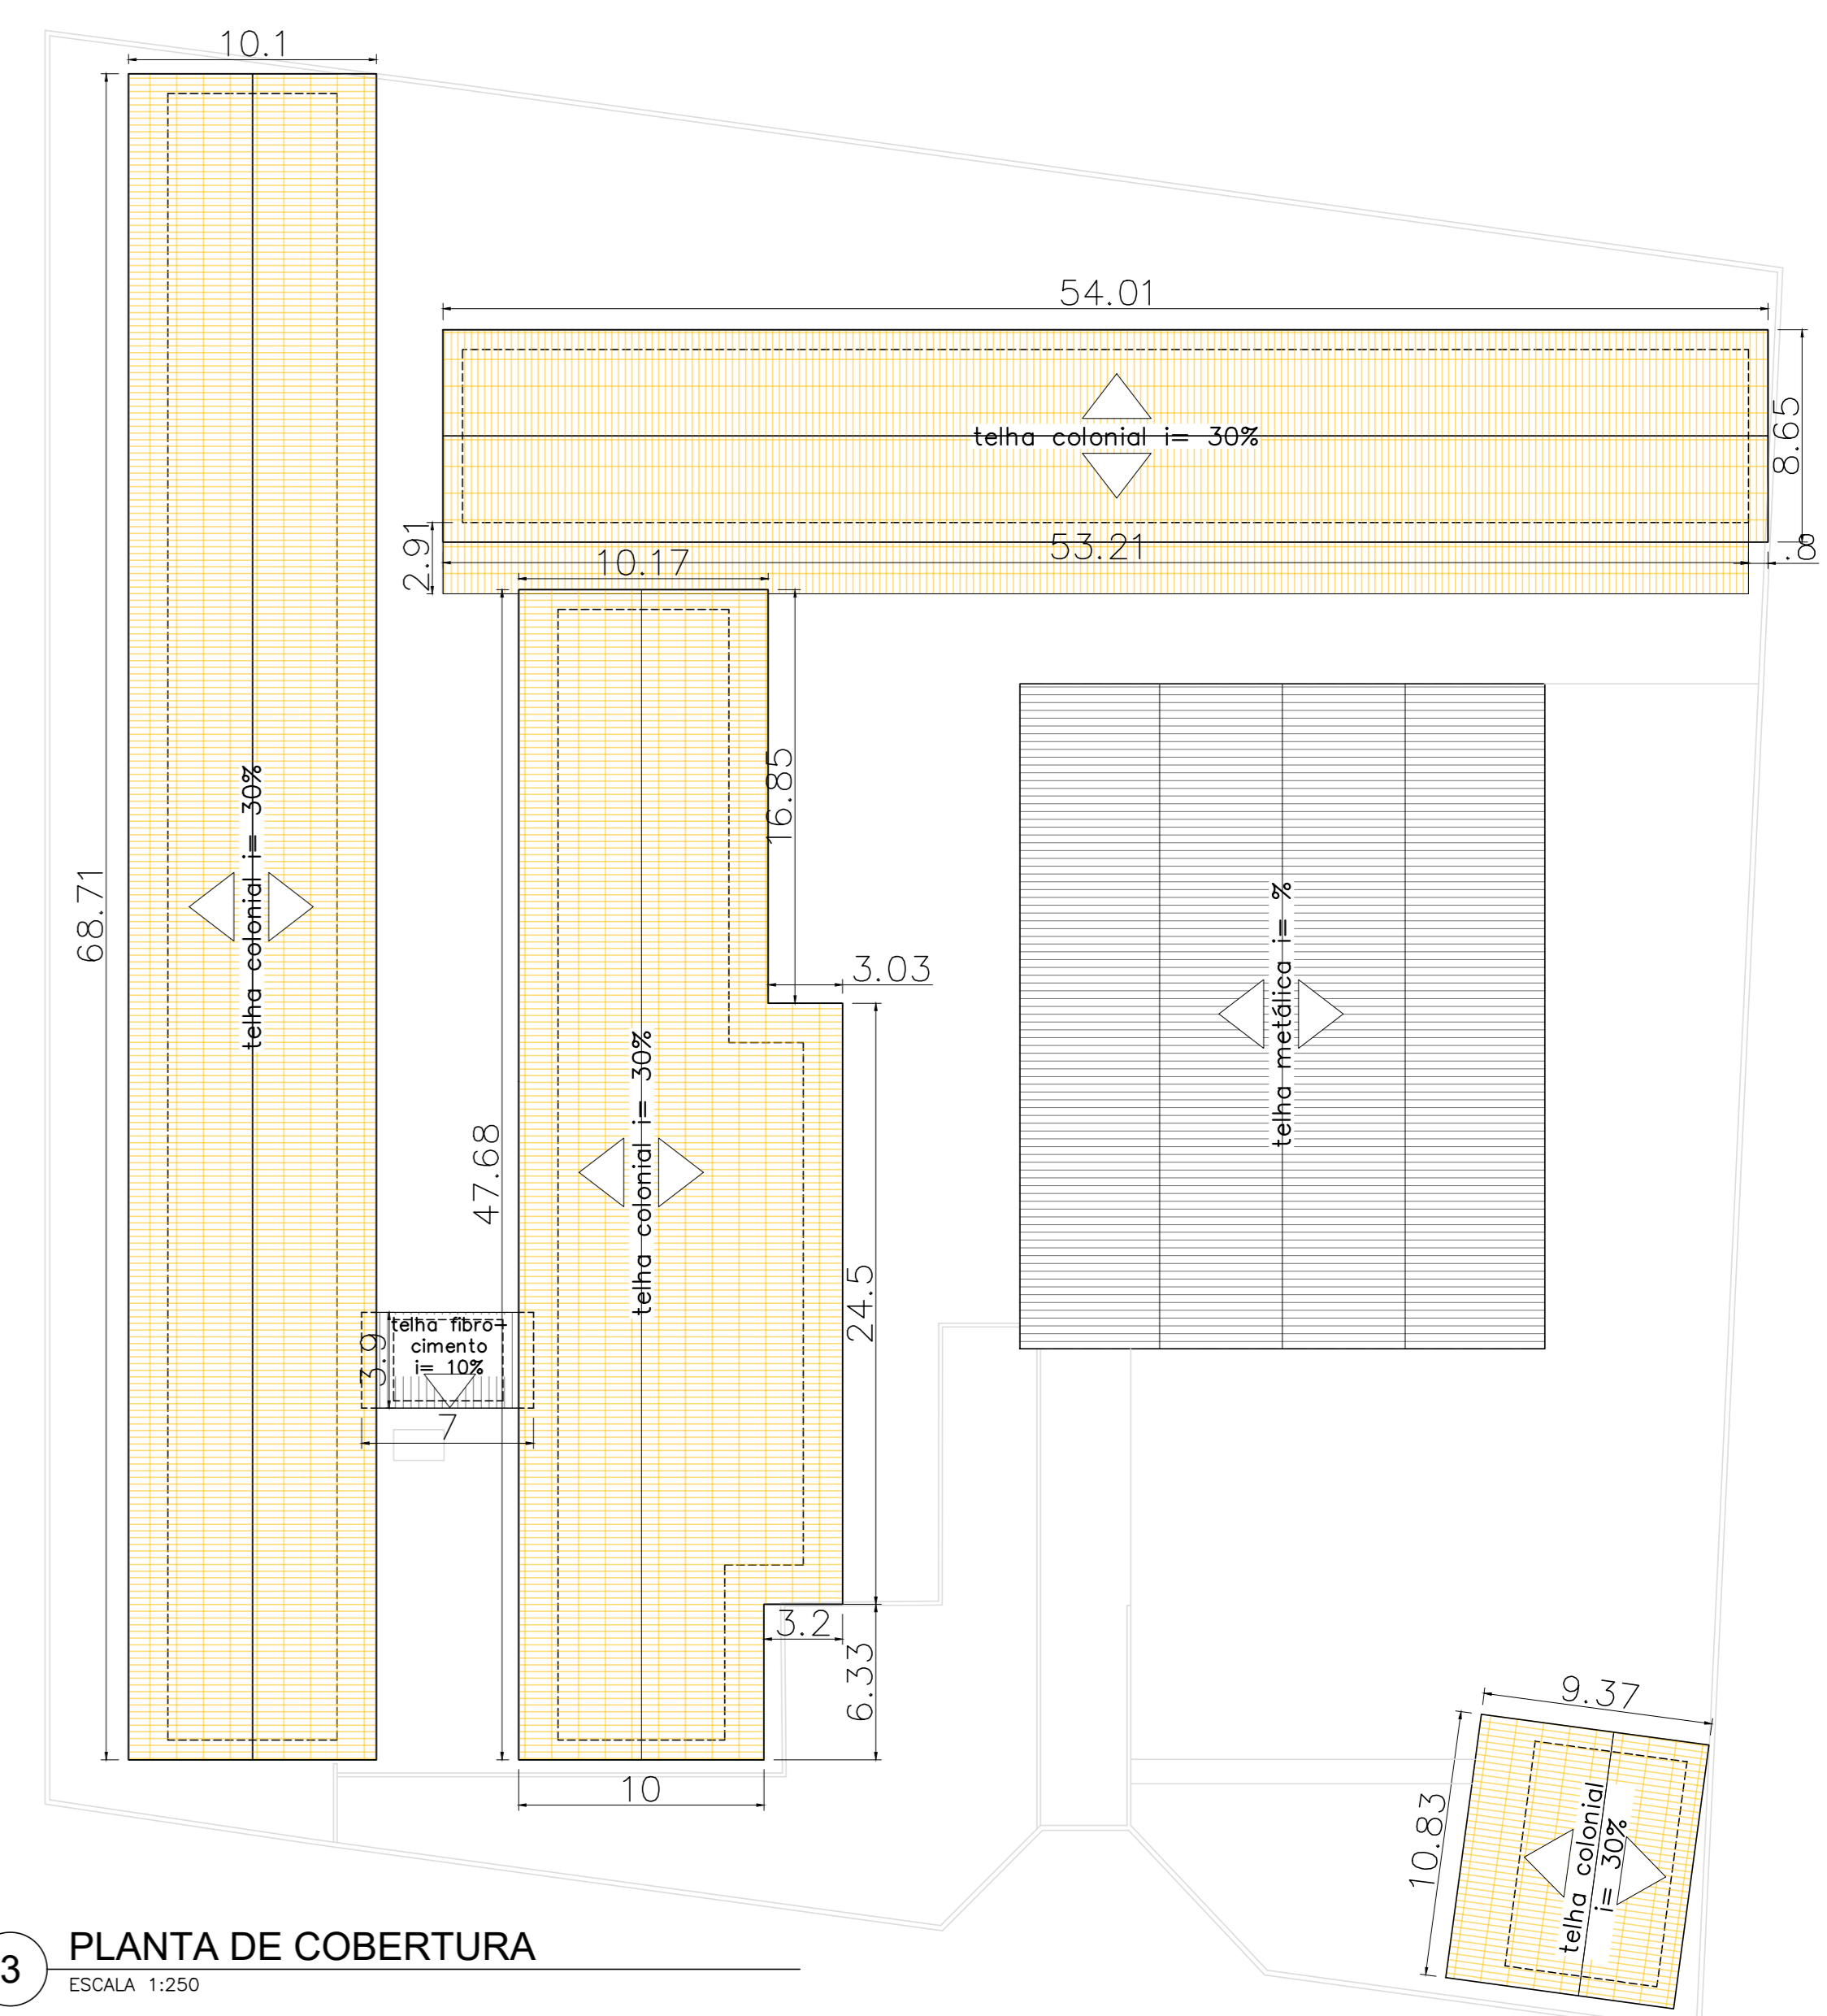 10.1
68.71
telha colonial i= 30%
54.01
8.65
telha colonial i= 30%
2.91
53.21
.8
10.17
16.85
3.03
47.68
telha colonial i= 30%
24.5
telha metálica i= %
telha fibro-
cimento
i= 10%
3.9
7
3.2
6.33
10
9.37
10.83
telha colonial
i= 30%
3
PLANTA DE COBERTURA
ESCALA 1:250